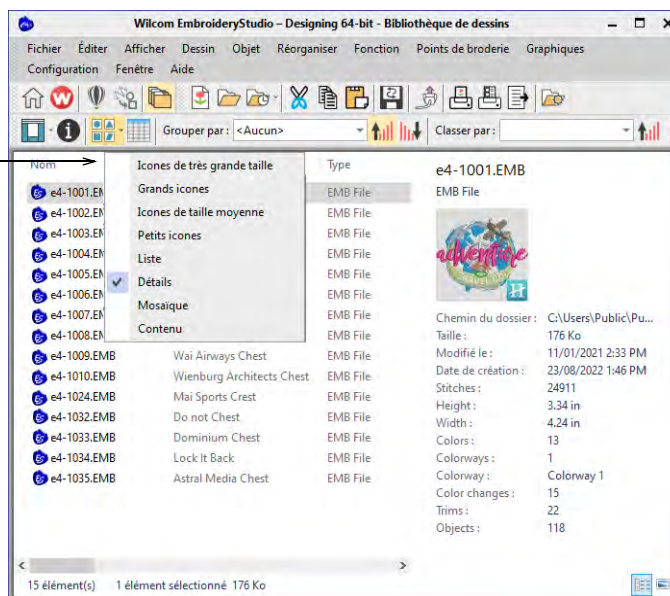 Wilcom EmbroideryStudio – Designing 64-bit - Bibliothèque de dessins
Fichier Éditer Afficher Dessin Objet Réorganiser Fonction Points de broderie Graphiques
Configuration Fenêtre Aide
Grouper par : <Aucun> Classer par :
Nom Type
Icones de très grande taille
Grands icones
Icones de taille moyenne
Petits icones
Liste
Détails
Mosaïque
Contenu
e4-1001.EM EMB File
e4-1002.EM EMB File
e4-1003.EM EMB File
e4-1004.EM EMB File
e4-1005.EM EMB File
e4-1006.EM EMB File
e4-1007.EM EMB File
e4-1008.EM EMB File
e4-1009.EMB Wai Airways Chest EMB File
e4-1010.EMB Wienburg Architects Chest EMB File
e4-1024.EMB Mai Sports Crest EMB File
e4-1032.EMB Do not Chest EMB File
e4-1033.EMB Dominium Chest EMB File
e4-1034.EMB Lock It Back EMB File
e4-1035.EMB Astral Media Chest EMB File
e4-1001.EMB
EMB File
adventure
Chemin du dossier : C:\Users\Public\Pu...
Taille : 176 Ko
Modifié le : 11/01/2021 2:33 PM
Date de création : 23/08/2022 1:46 PM
Stitches : 24911
Height : 3.34 in
Width : 4.24 in
Colors : 13
Colorways : 1
Colorway : Colorway 1
Color changes : 15
Trims : 22
Objects : 118
15 élément(s) 1 élément sélectionné 176 Ko